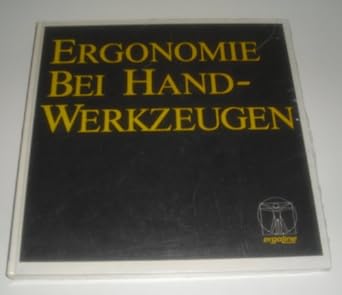 ERGONOMIE
BEI HAND-
WERKZEUGEN
ergoline